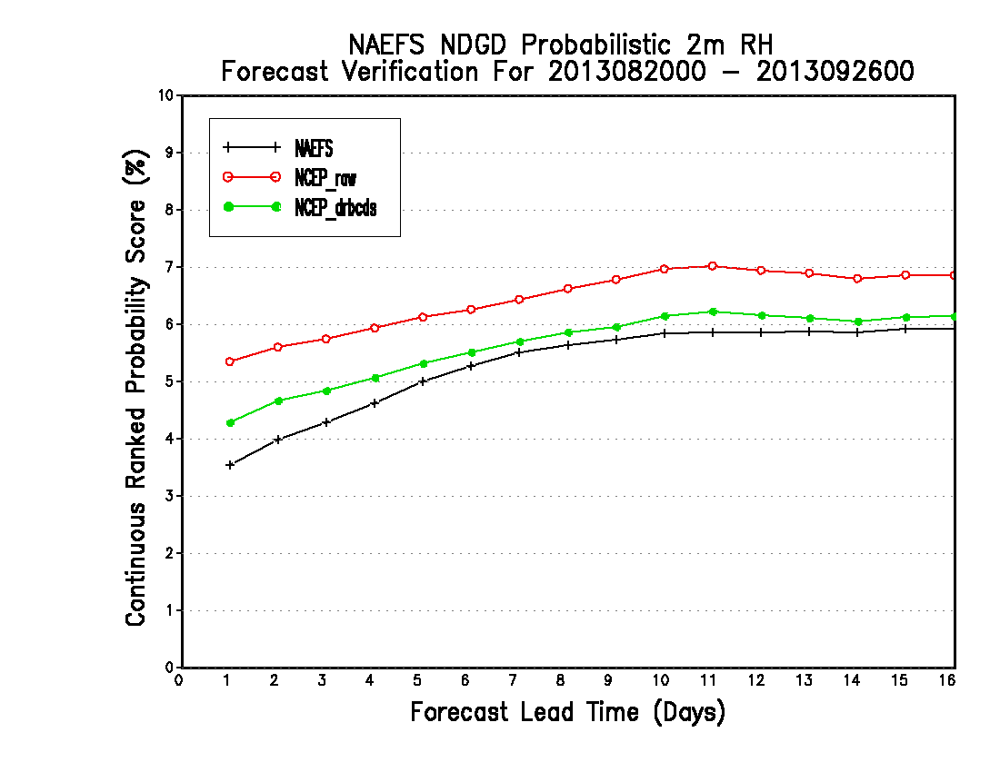 NAEFS NDGD Probabilistic 2m RH
Forecast Verification For 2013082000 – 2013092600
Continuous Ranked Probability Score (%)
10
9
8
7
6
5
4
3
2
1
0
NAEFS
NCEP_raw
NCEP_drbcds
0 1 2 3 4 5 6 7 8 9 10 11 12 13 14 15 16
Forecast Lead Time (Days)